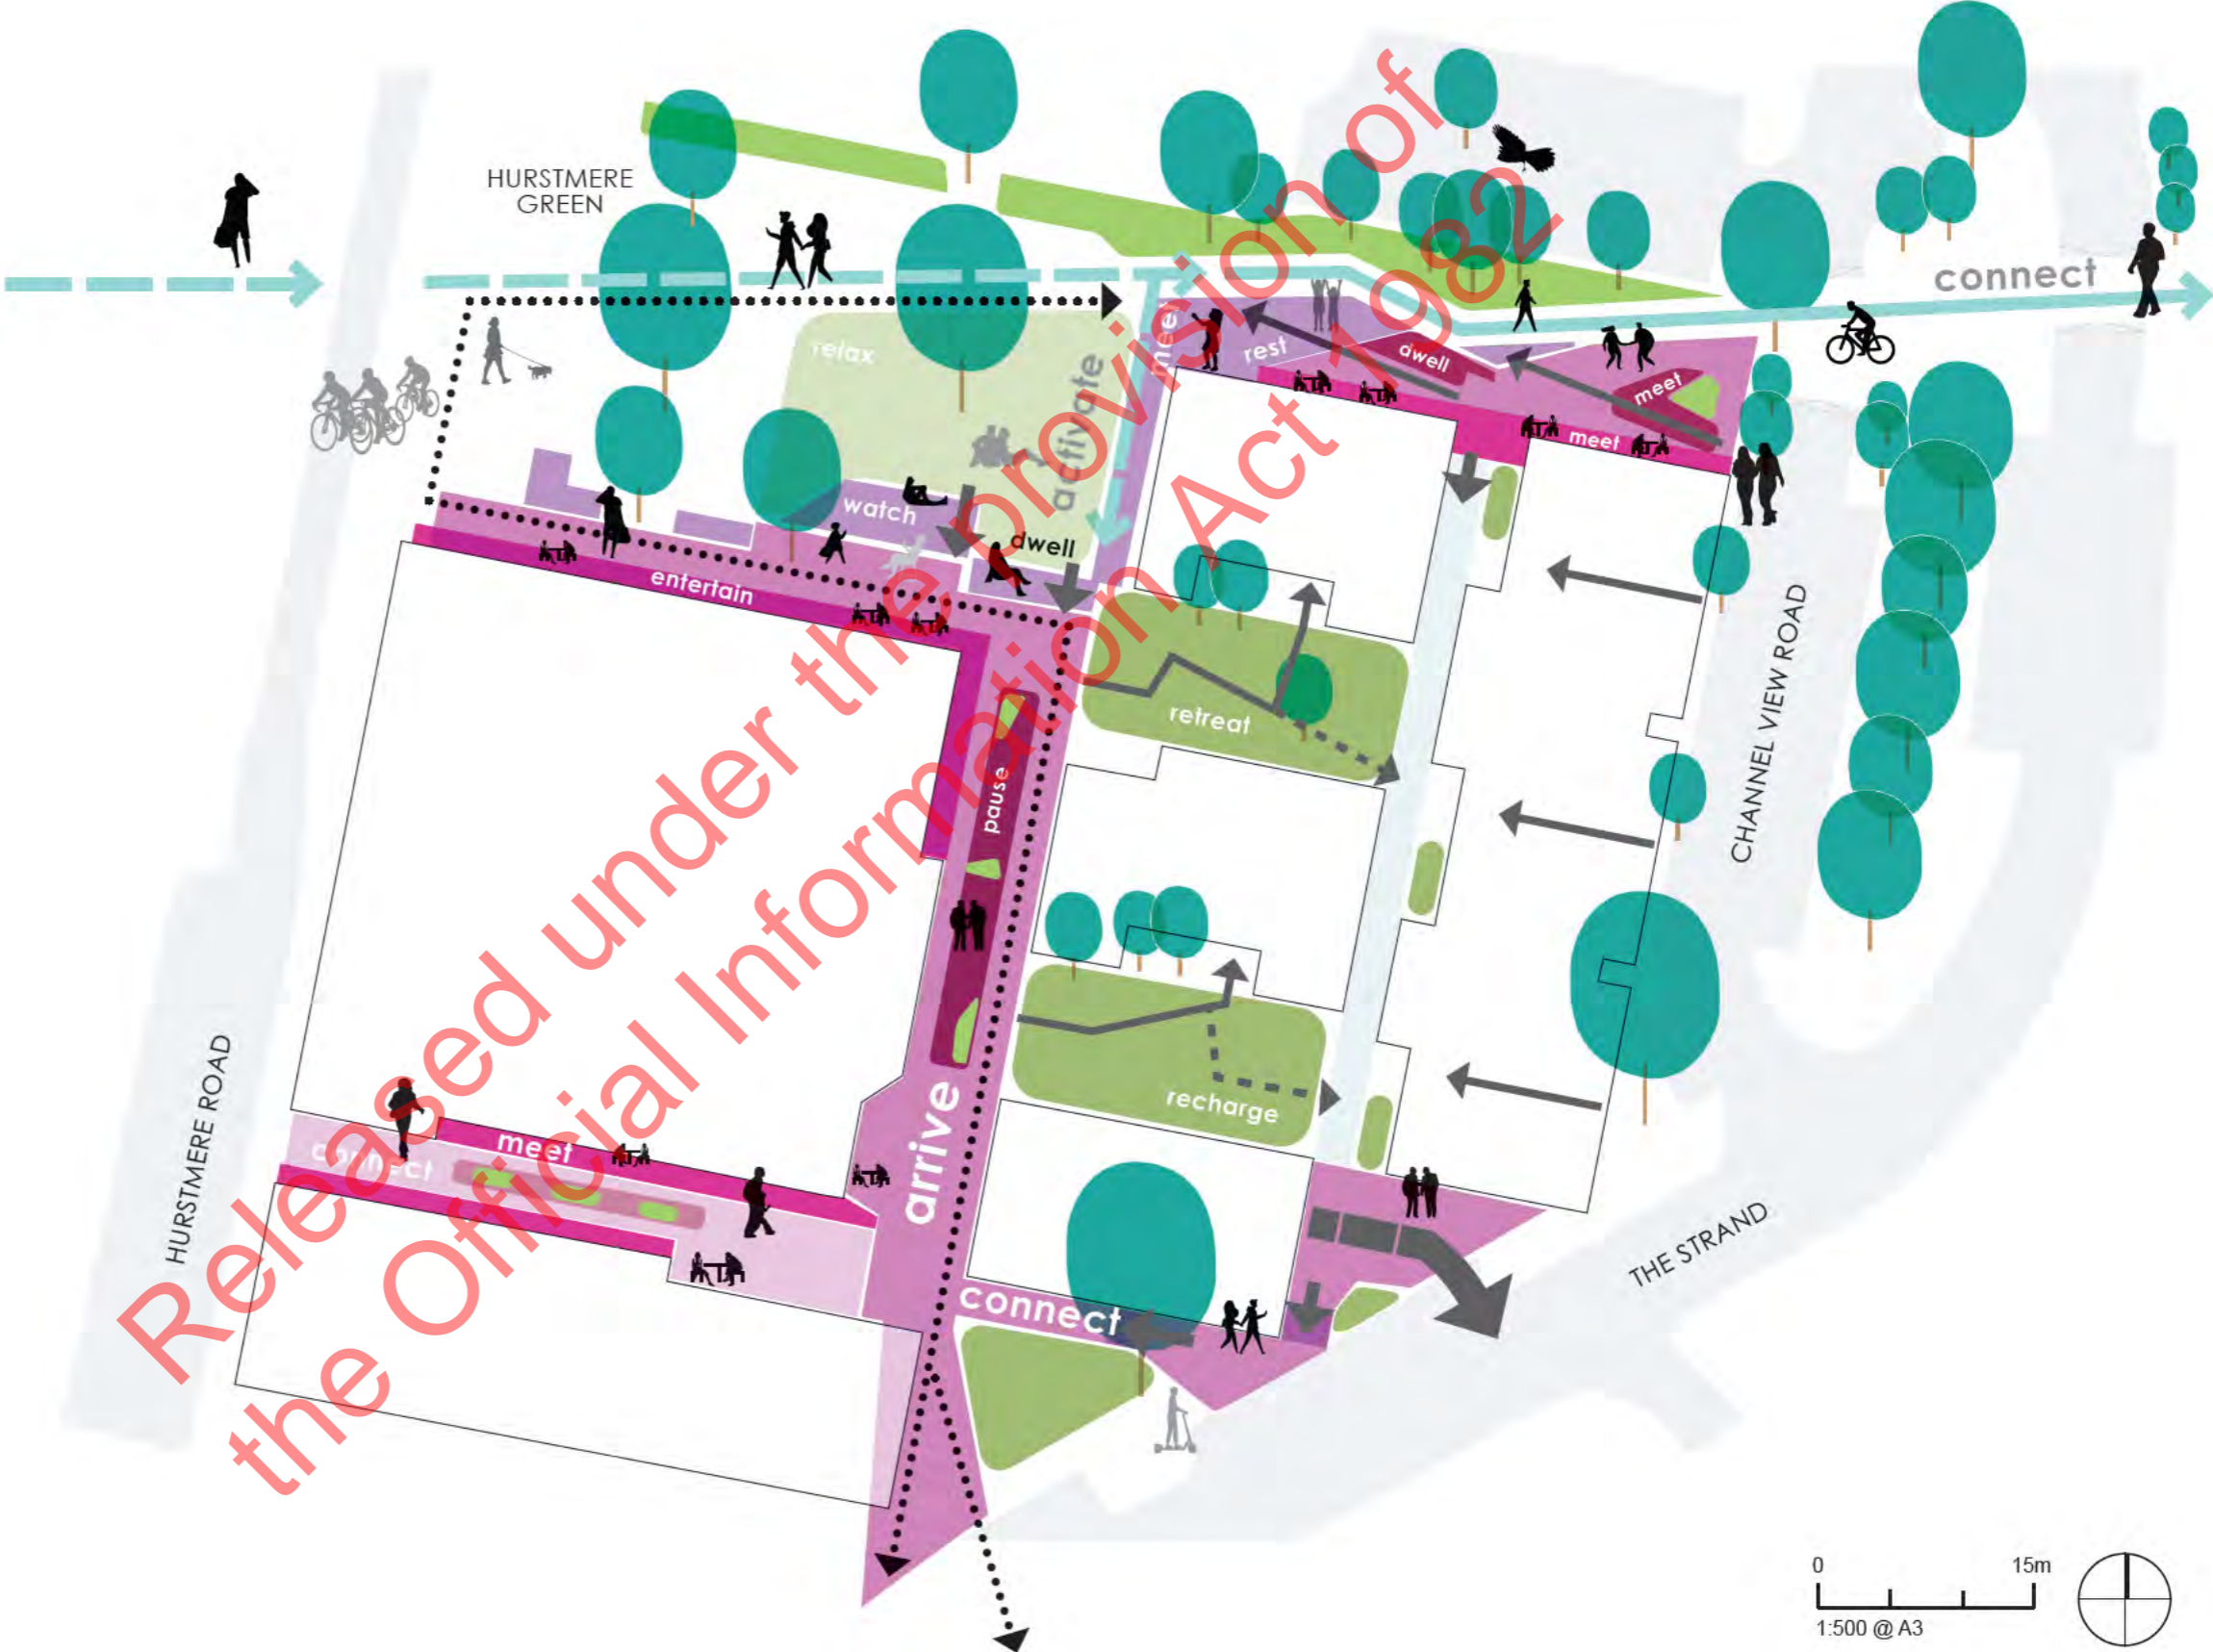 HURSTMERE
GREEN
connect
relax
activate
meet
rest
dwell
meet
meet
watch
dwell
entertain
retreat
pause
CHANNEL VIEW ROAD
recharge
arrive
HURSTMERE ROAD
meet
connect
THE STRAND
connect
Released under the provision of
the Official Information Act 1982
0 15m
1:500 @ A3